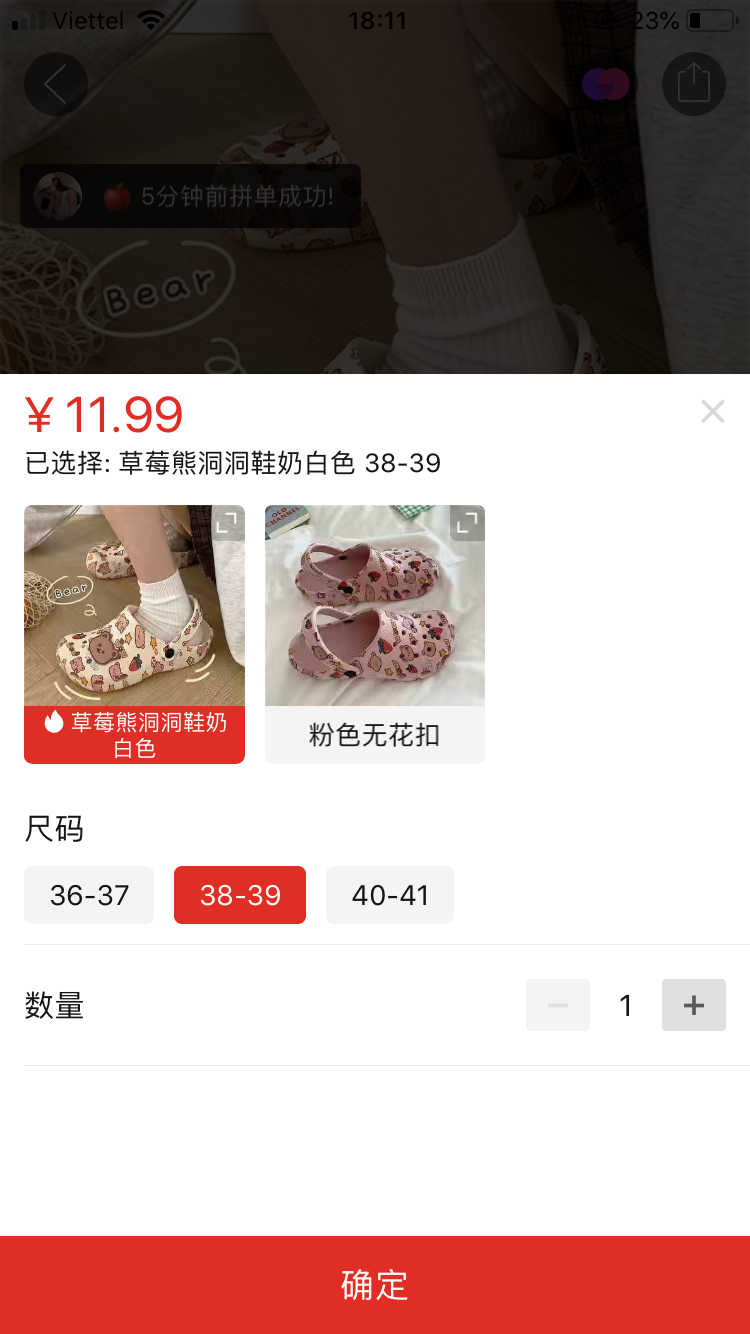 Viettel
18:11
23%
5分钟前拼单成功!
Bear
¥ 11.99
已选择: 草莓熊洞洞鞋奶白色 38-39
Bear
OLD
CHANNEL
草莓熊洞洞鞋奶
白色
粉色无花扣
尺码
36-37
38-39
40-41
数量
1
确定